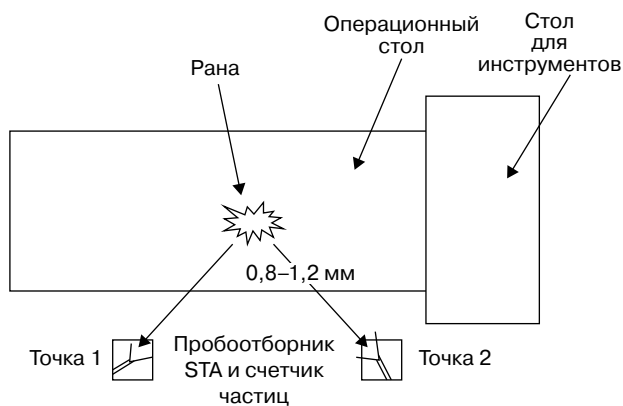 Операционный
стол
Стол
для
инструментов
Рана
0,8–1,2 мм
Точка 1
Пробоотборник
STA и счетчик
частиц
Точка 2